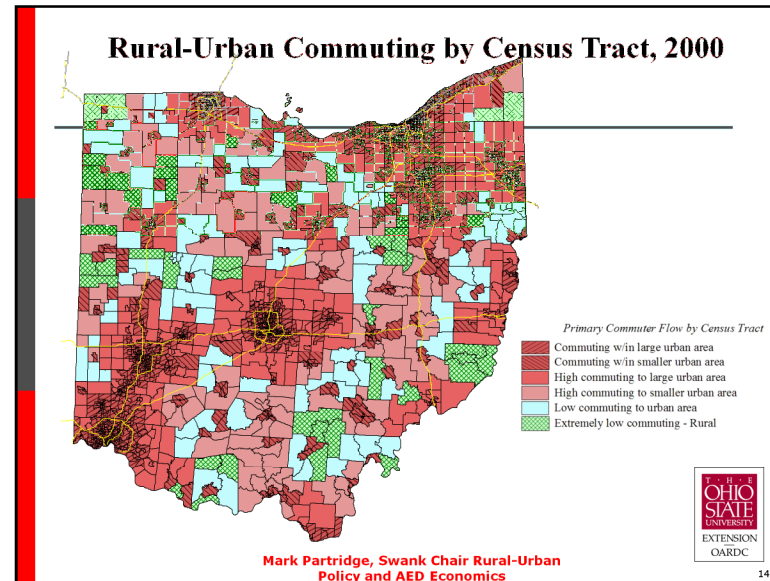 Rural-Urban Commuting by Census Tract, 2000
Primary Commuter Flow by Census Tract
Commuting w/in large urban area
Commuting w/in smaller urban area
High commuting to large urban area
High commuting to smaller urban area
Low commuting to urban area
Extremely low commuting - Rural
T · H · E
OHIO
STATE
UNIVERSITY
EXTENSION
OARDC
Mark Partridge, Swank Chair Rural-Urban
Policy and AED Economics
14